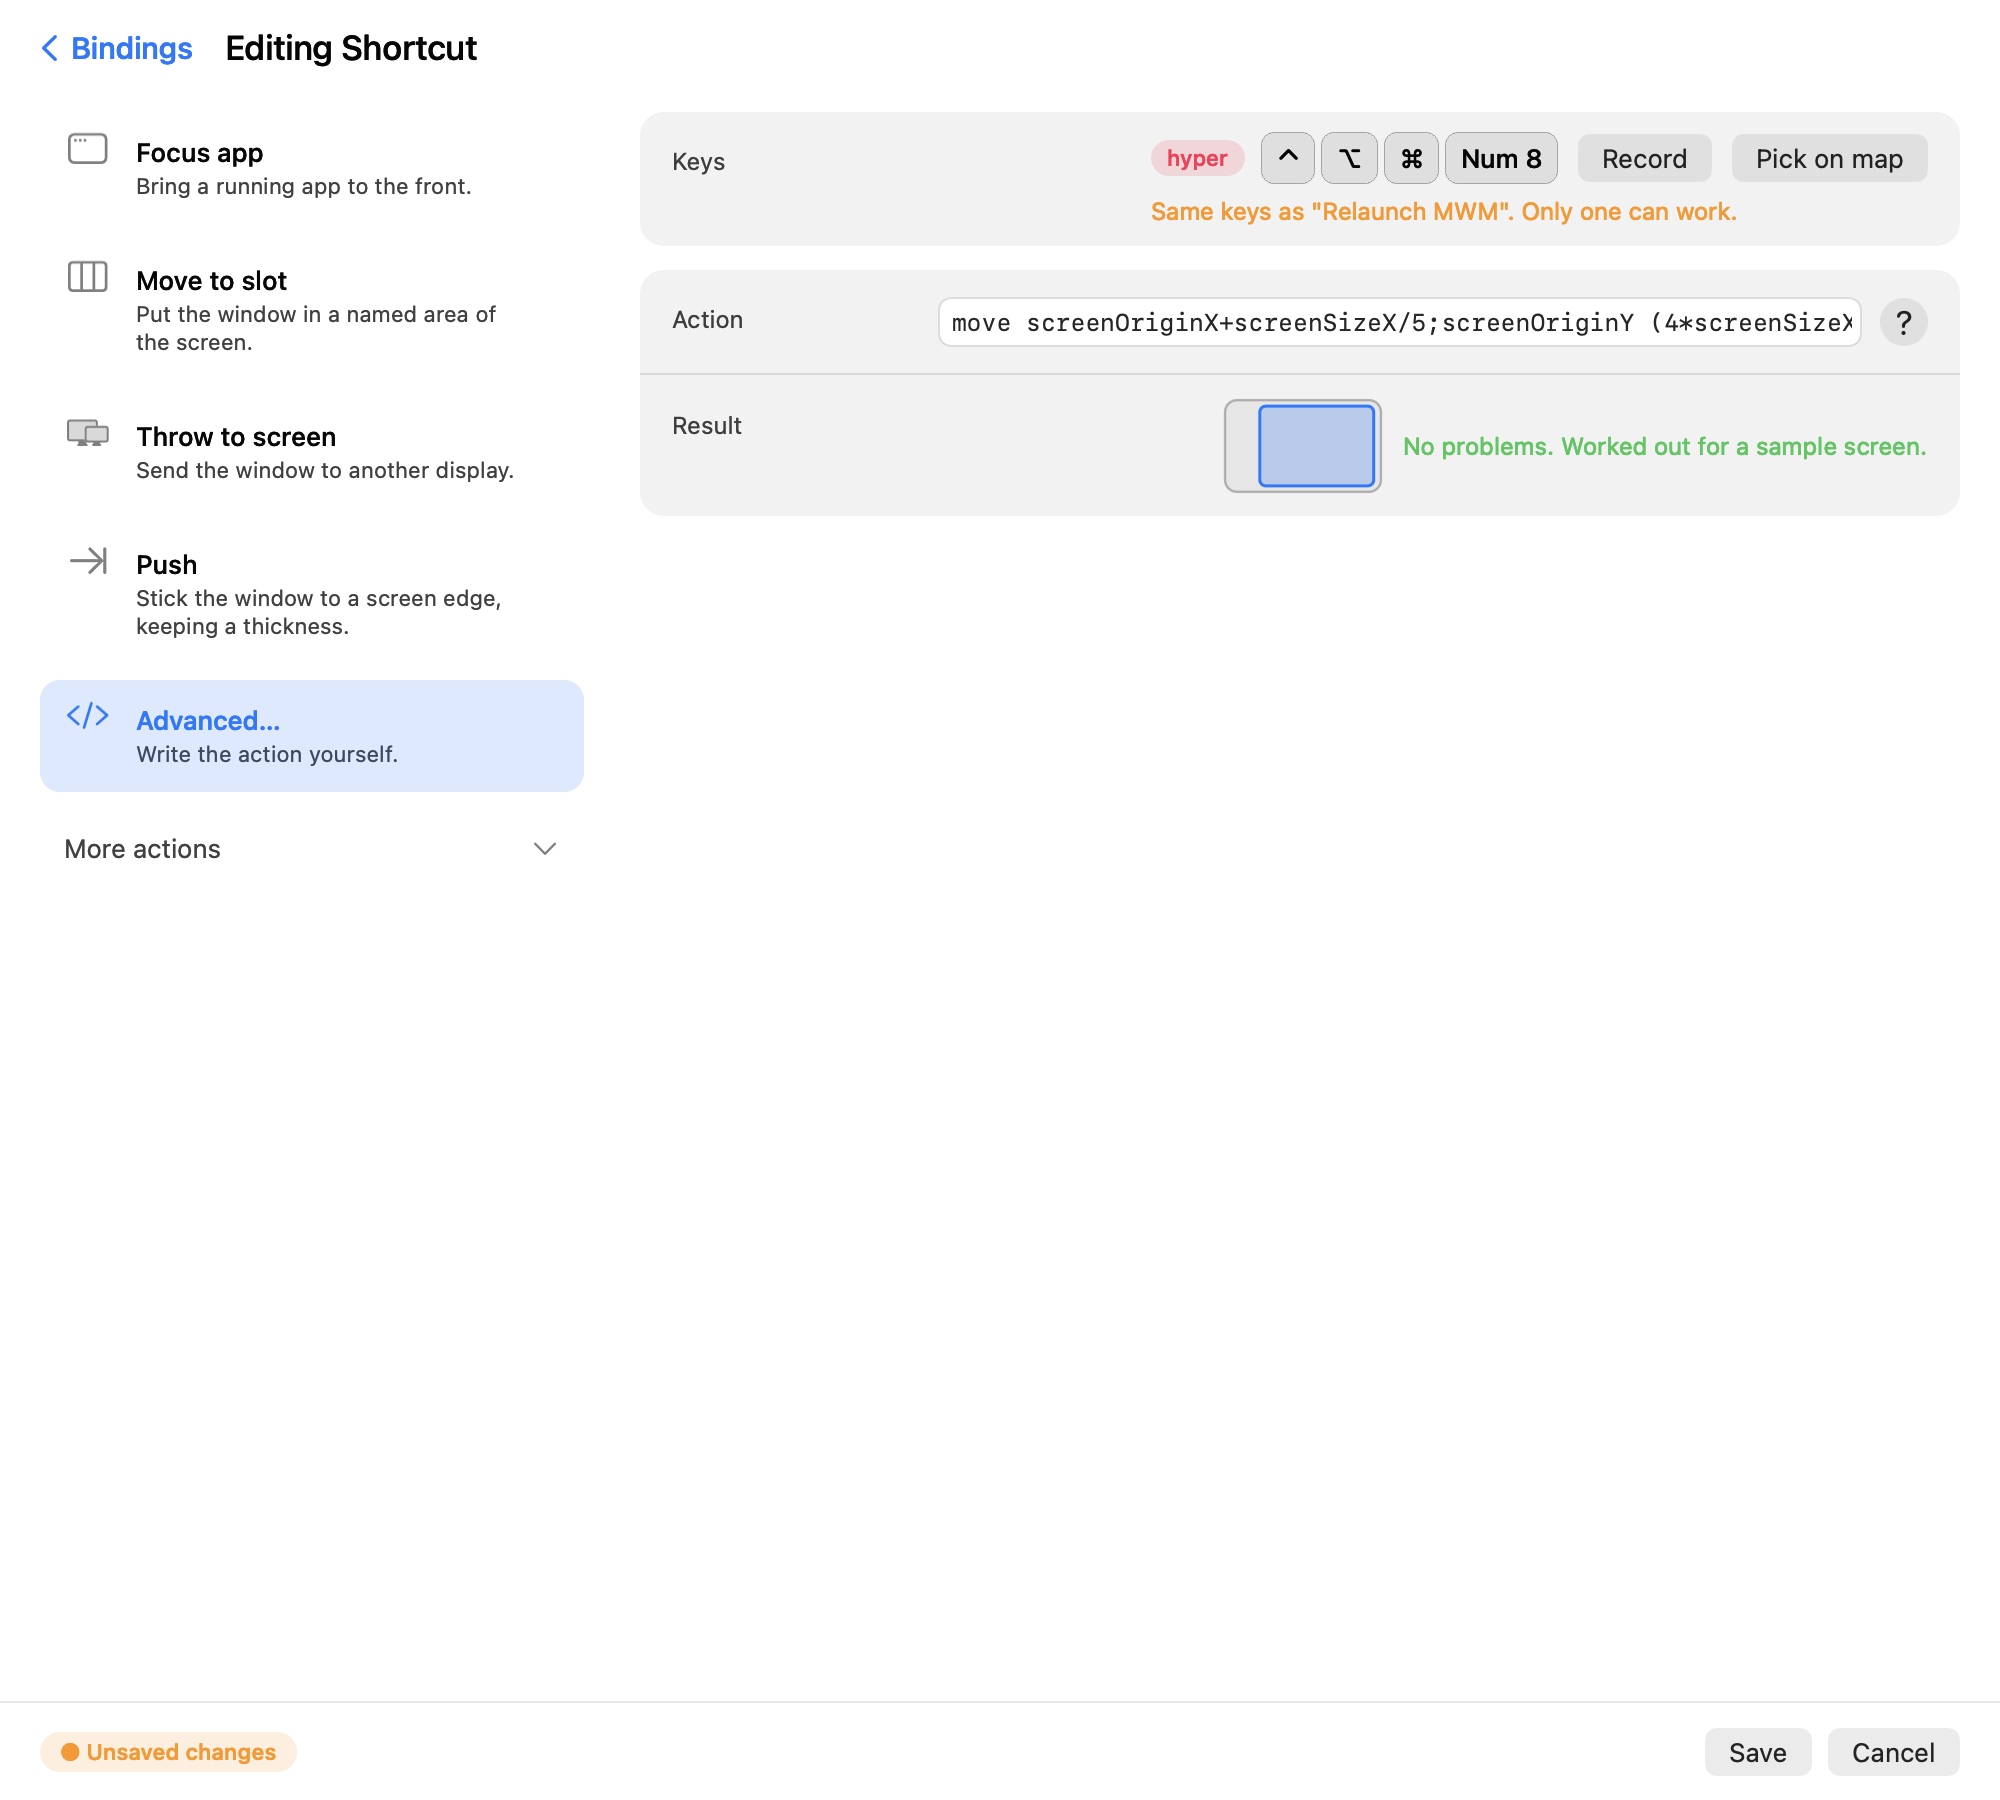 Bindings Editing Shortcut
Focus app
Bring a running app to the front.
Move to slot
Put the window in a named area of
the screen.
Throw to screen
Send the window to another display.
Push
Stick the window to a screen edge,
keeping a thickness.
</> Advanced...
Write the action yourself.
More actions
Keys hyper ^ ⌥ ⌘ Num 8 Record Pick on map
Same keys as "Relaunch MWM". Only one can work.
Action move screenOriginX+screenSizeX/5;screenOriginY (4*screenSizeX ?
Result No problems. Worked out for a sample screen.
Unsaved changes Save Cancel